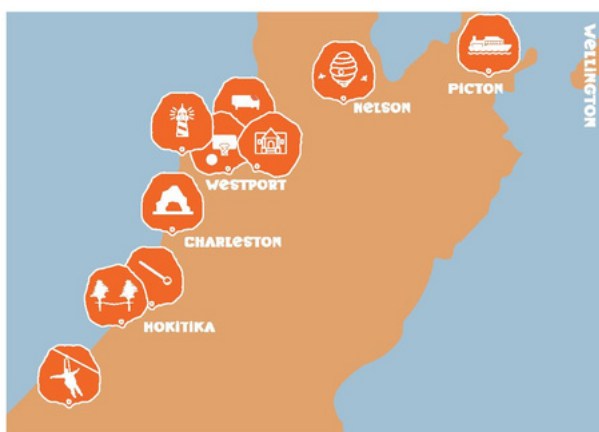 WELLINGTON
PICTON
NELSON
WESTPORT
CHARLESTON
HOKITIKA